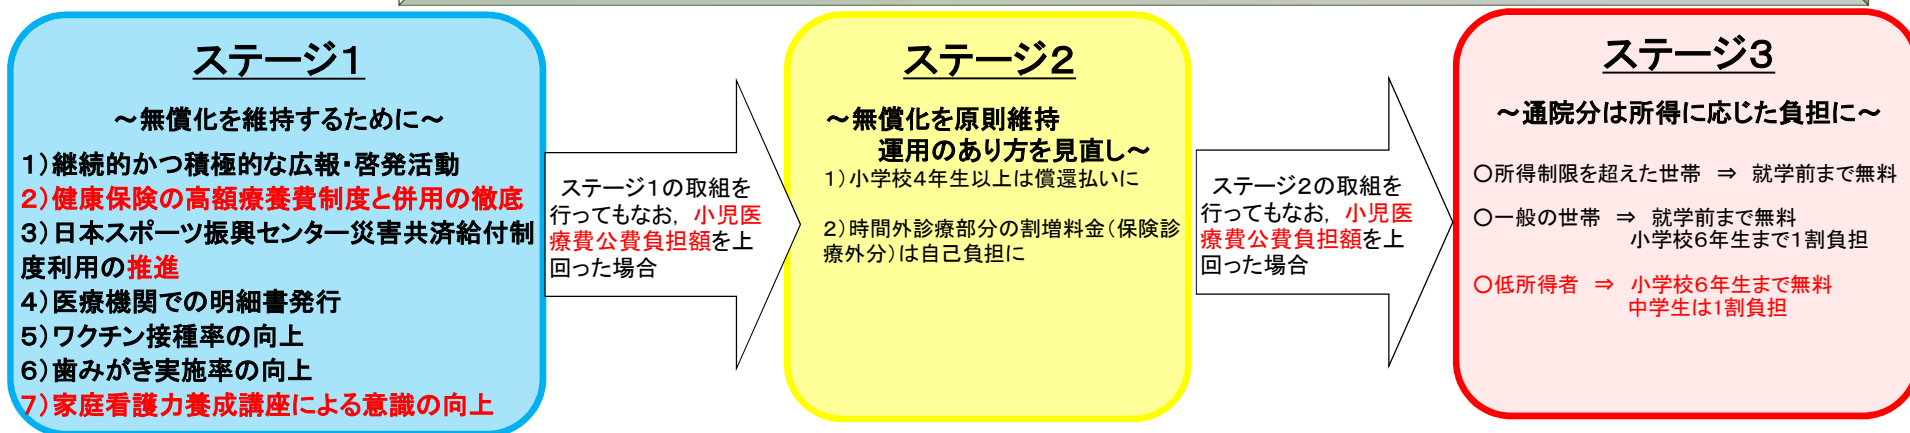 ステージ1
～無償化を維持するために～
1)継続的かつ積極的な広報・啓発活動
2)健康保険の高額療養費制度と併用の徹底
3)日本スポーツ振興センター災害共済給付制
度利用の推進
4)医療機関での明細書発行
5)ワクチン接種率の向上
6)歯みがき実施率の向上
7)家庭看護力養成講座による意識の向上
ステージ1の取組を
行ってもなお,小児医
療費公費負担額を上
回った場合
ステージ2
～無償化を原則維持
運用のあり方を見直し～
1)小学校4年生以上は償還払いに
2)時間外診療部分の割増料金(保険診
療外分)は自己負担に
ステージ2の取組を
行ってもなお,小児医
療費公費負担額を上
回った場合
ステージ3
～通院分は所得に応じた負担に～
○所得制限を超えた世帯 ⇒ 就学前まで無料
○一般の世帯 ⇒ 就学前まで無料
小学校6年生まで1割負担
○低所得者 ⇒ 小学校6年生まで無料
中学生は1割負担